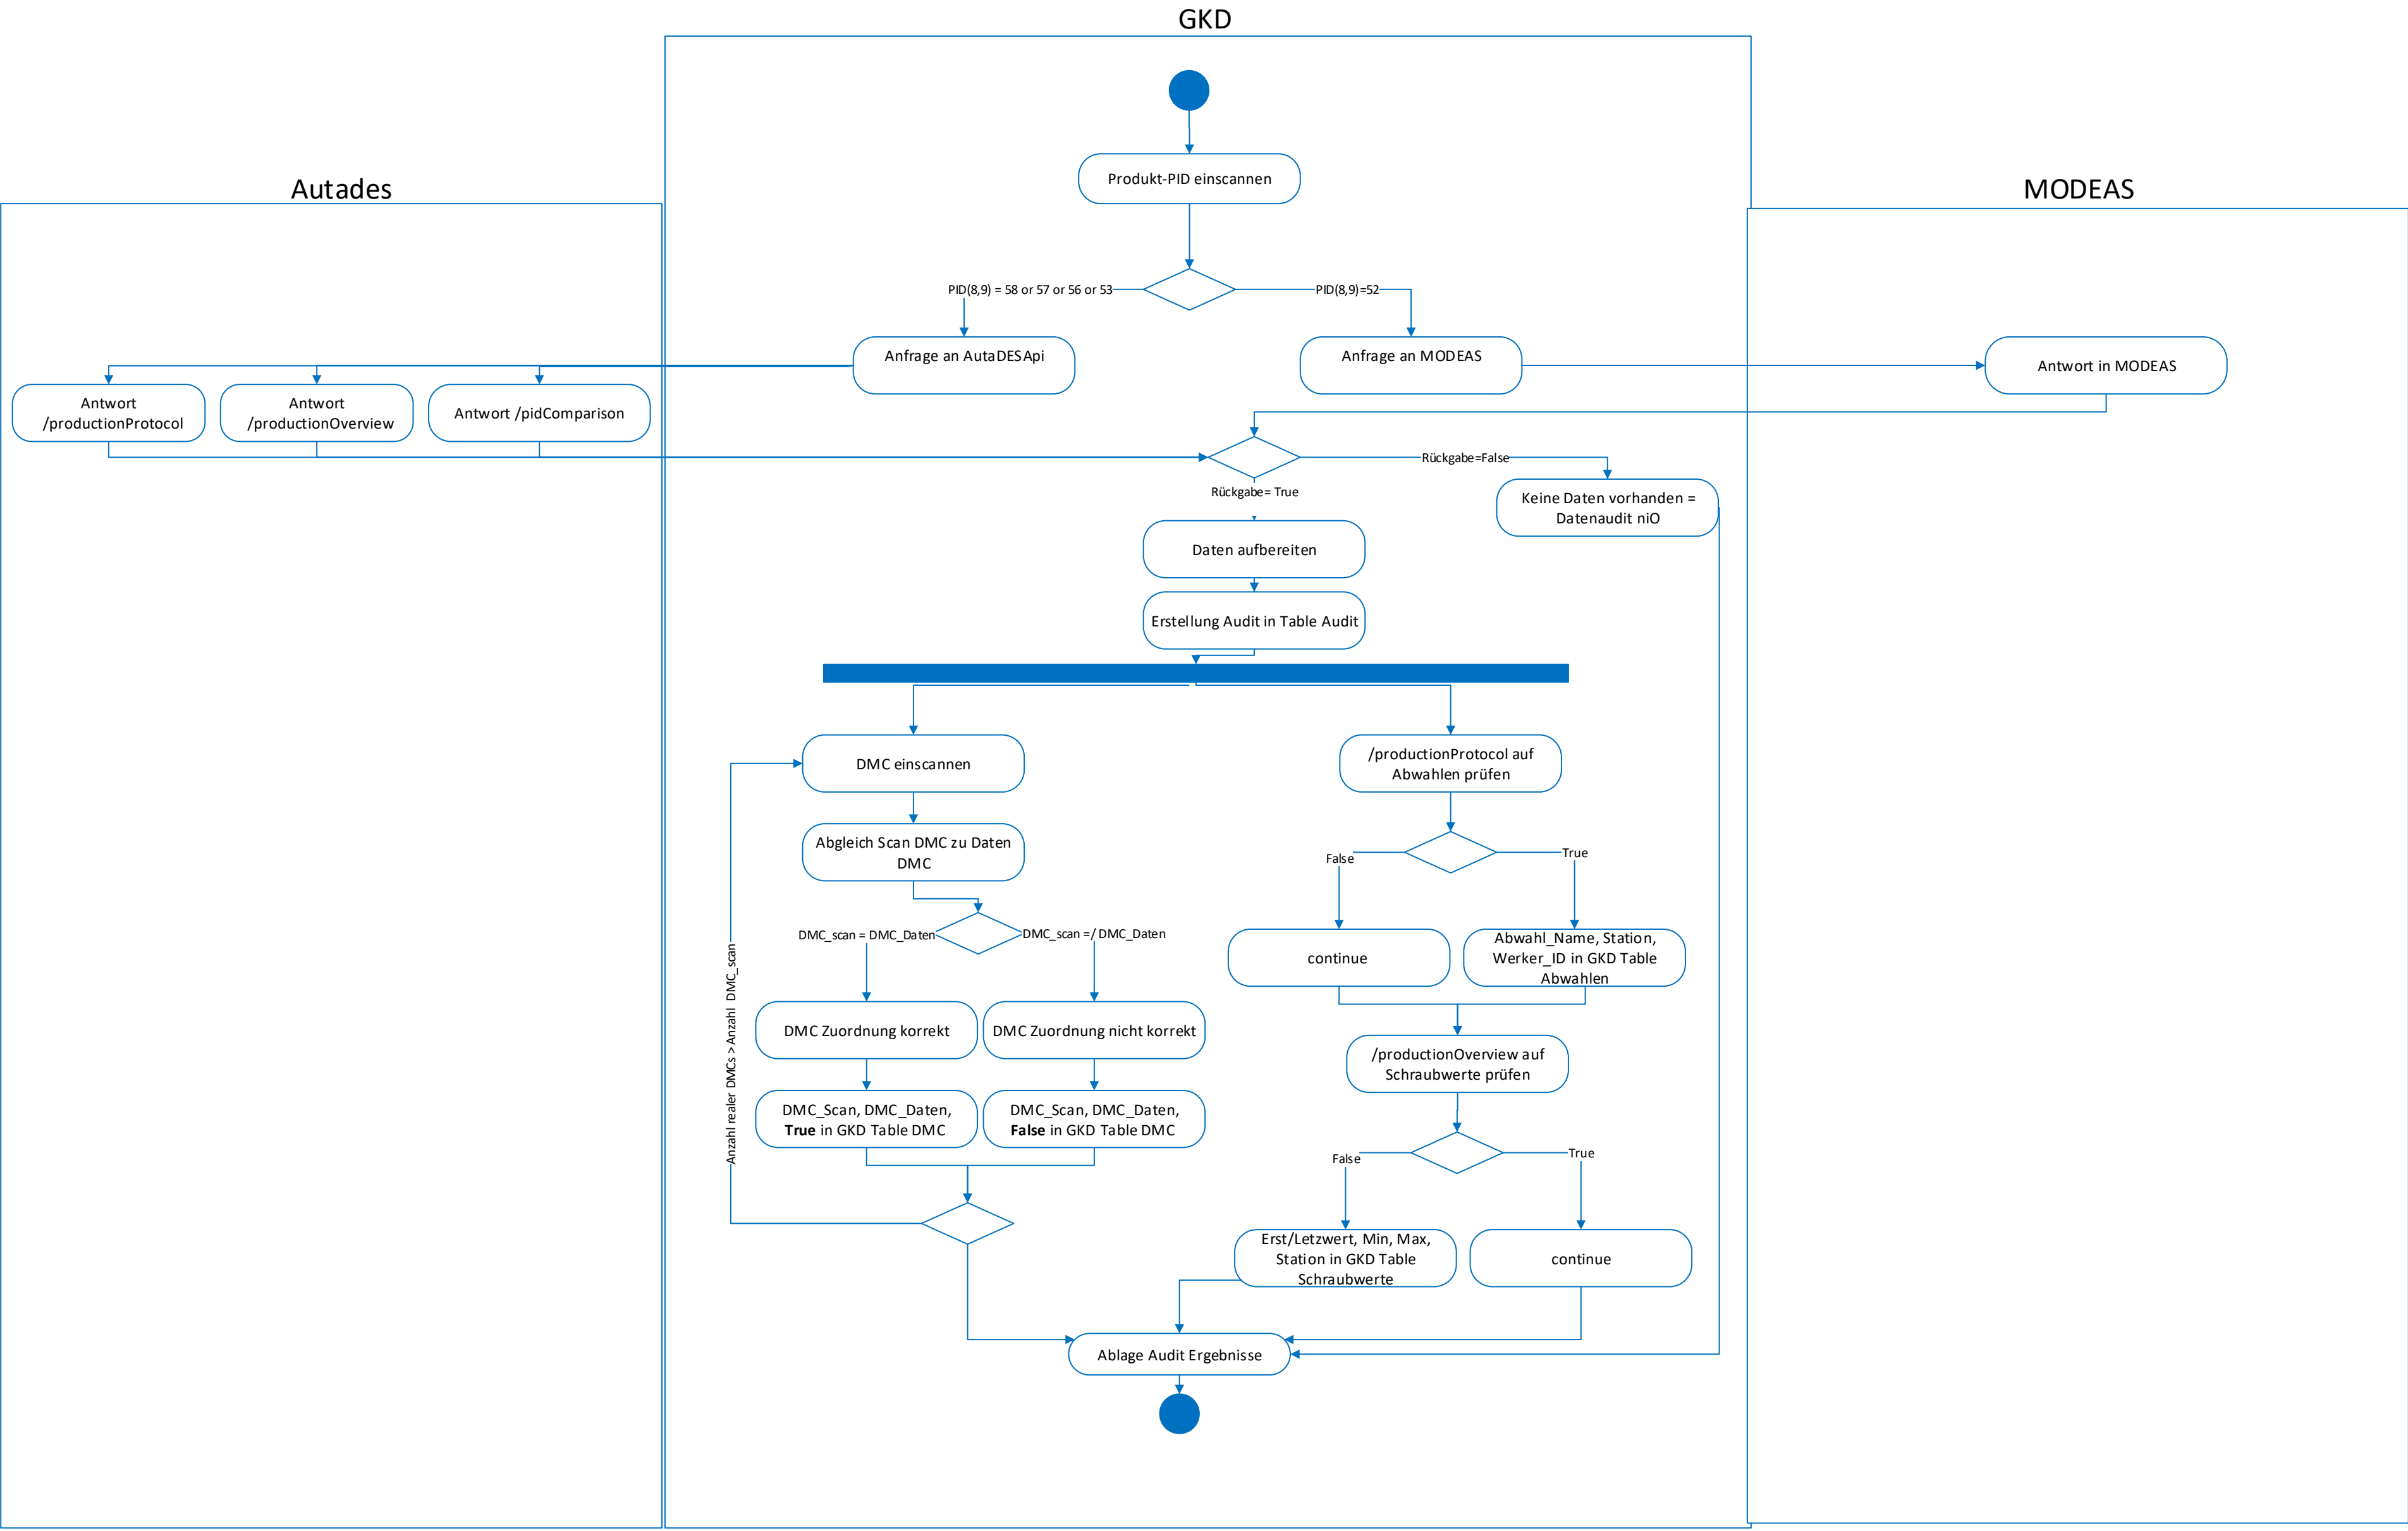 GKD
Autades
MODEAS
Produkt-PID einscannen
PID(8,9) = 58 or 57 or 56 or 53
PID(8,9)=52
Anfrage an AutaDESApi
Anfrage an MODEAS
Antwort in MODEAS
Antwort
/productionProtocol
Antwort
/productionOverview
Antwort /pidComparison
Rückgabe=False
Rückgabe= True
Keine Daten vorhanden =
Datenaudit niO
Daten aufbereiten
Erstellung Audit in Table Audit
DMC einscannen
/productionProtocol auf
Abwahlen prüfen
Abgleich Scan DMC zu Daten
DMC
False
True
DMC_scan = DMC_Daten
DMC_scan =/ DMC_Daten
continue
Abwahl_Name, Station,
Werker_ID in GKD Table
Abwahlen
Anzahl realer DMCs > Anzahl DMC_scan
DMC Zuordnung korrekt
DMC Zuordnung nicht korrekt
/productionOverview auf
Schraubwerte prüfen
DMC_Scan, DMC_Daten,
True in GKD Table DMC
DMC_Scan, DMC_Daten,
False in GKD Table DMC
False
True
Erst/Letzwert, Min, Max,
Station in GKD Table
Schraubwerte
continue
Ablage Audit Ergebnisse